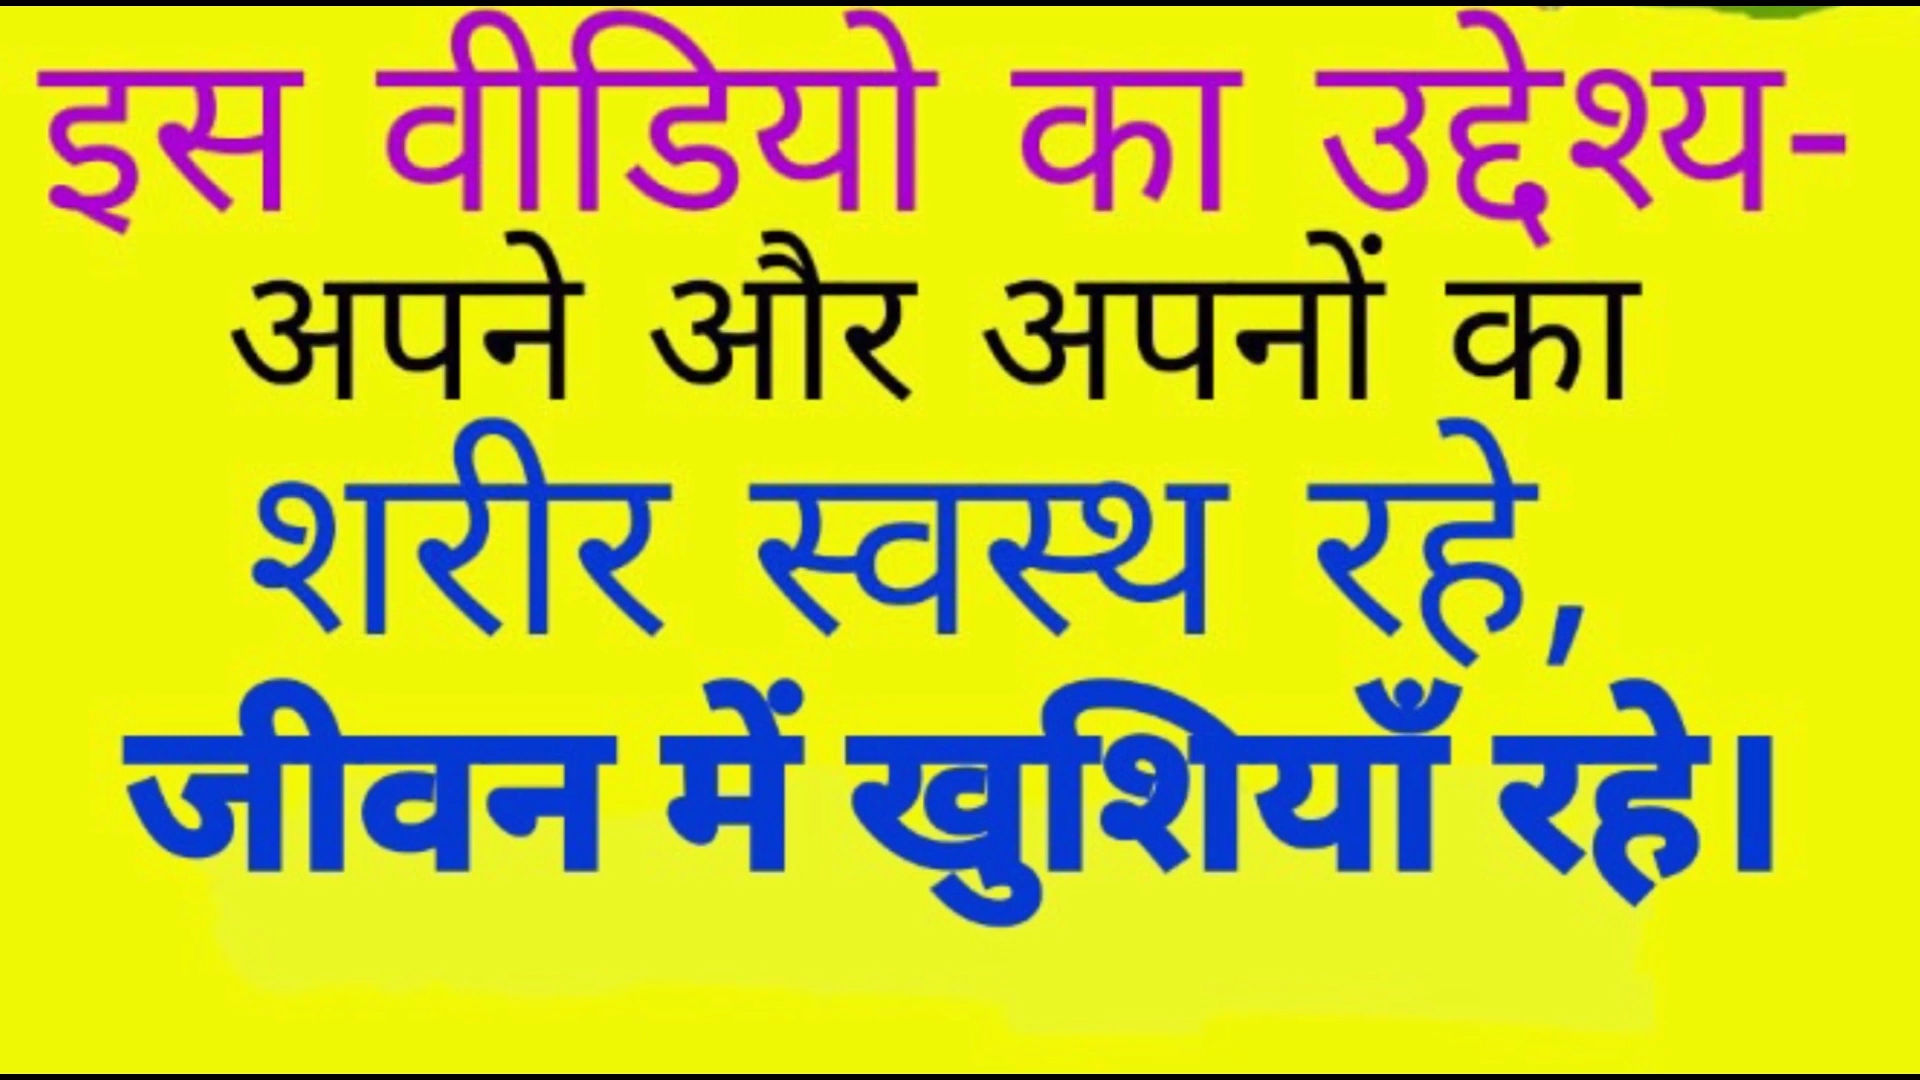 इस वीडियो का उद्देश्य-
अपने और अपनों का
शरीर स्वस्थ रहे,
जीवन में खुशियाँ रहे।